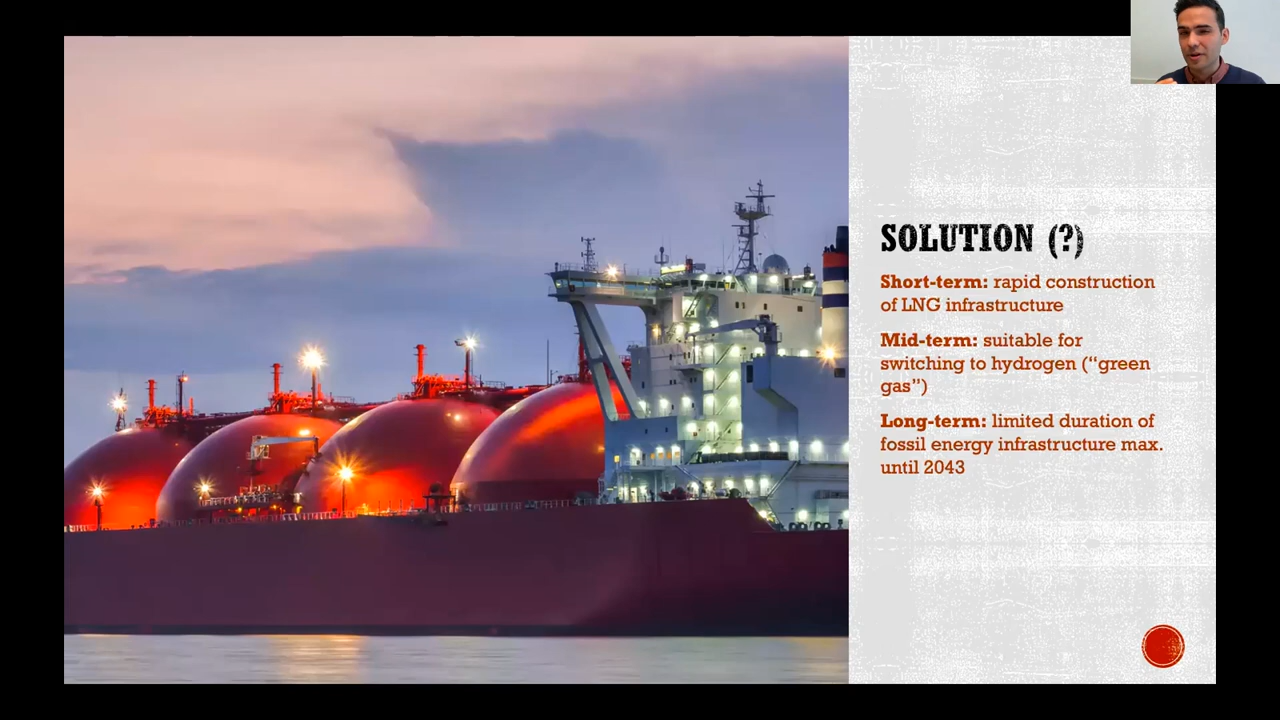 SOLUTION (?)
Short-term: rapid construction
of LNG infrastructure
Mid-term: suitable for
switching to hydrogen (“green
gas”)
Long-term: limited duration of
fossil energy infrastructure max.
until 2043